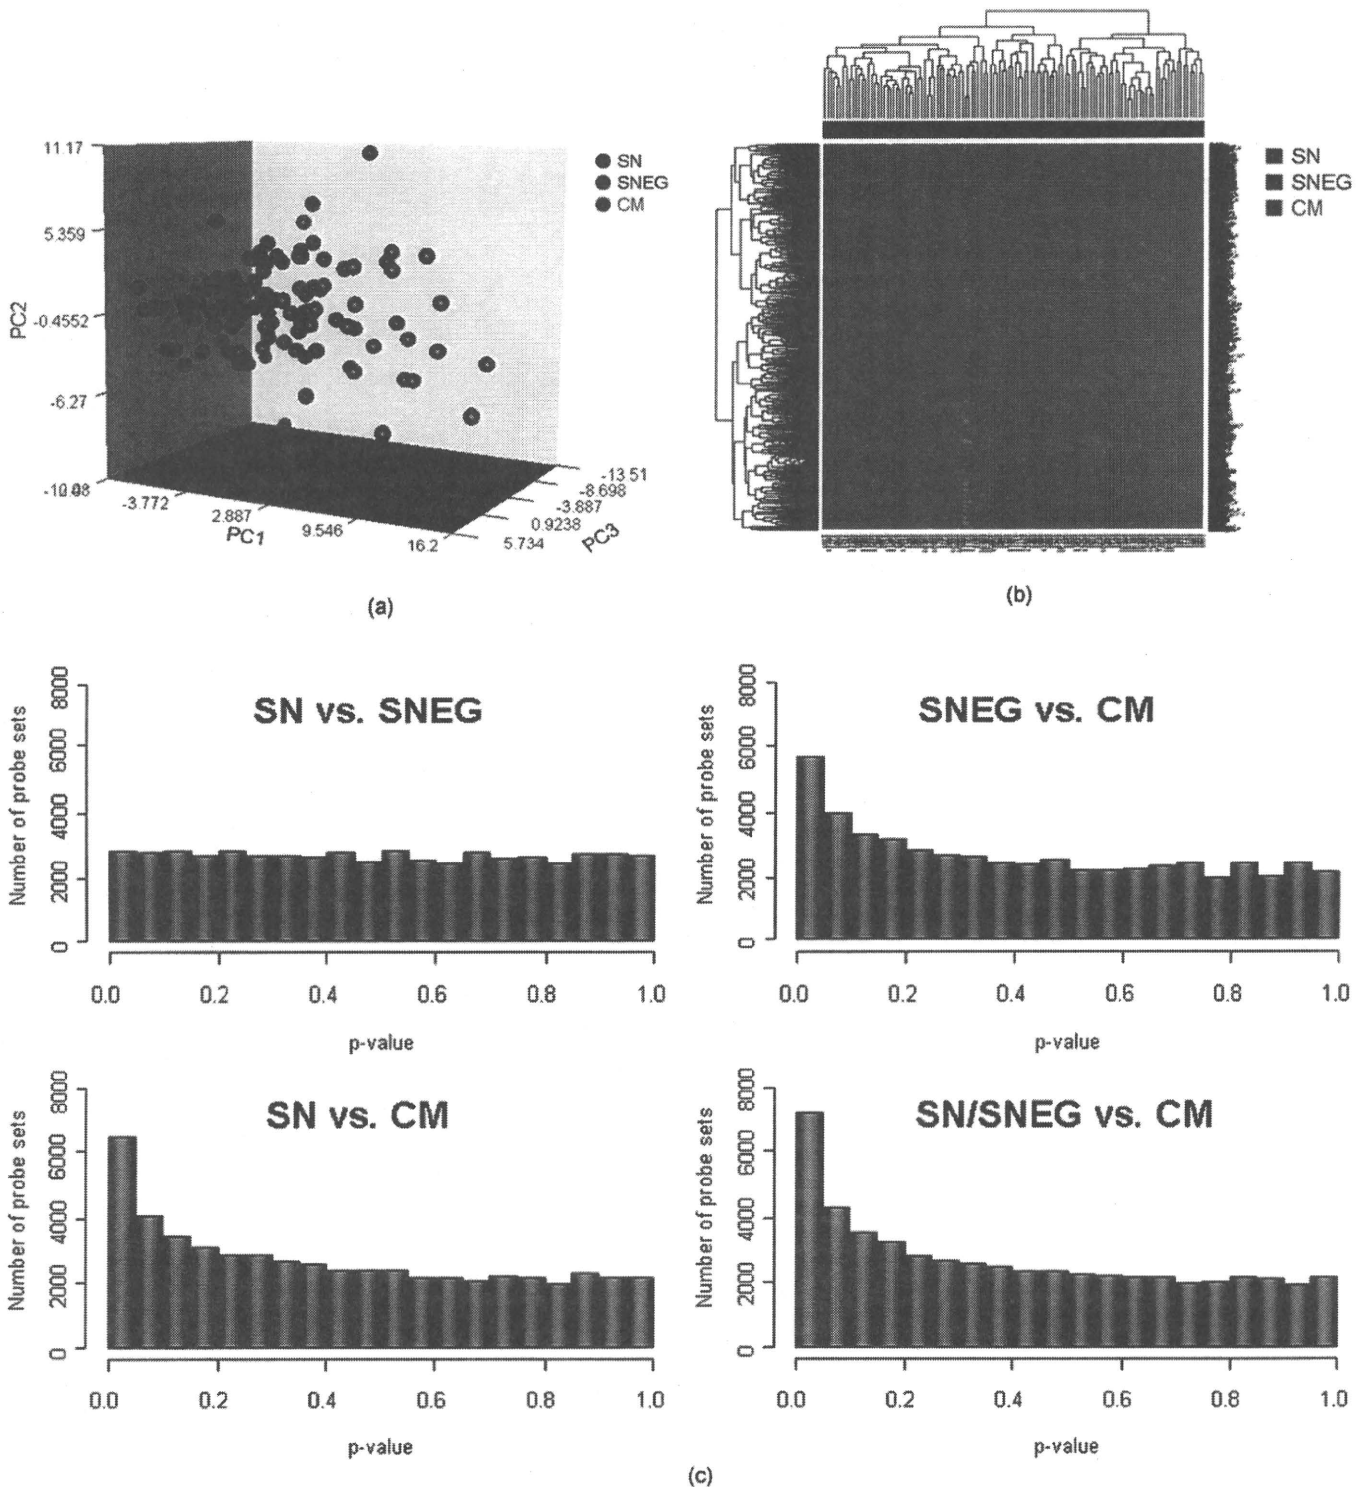 11.17
5.359
-0.4552
-6.27
-10.08
PC2
-3.772
2.887
9.546
16.2
PC1
-13.51
-8.698
-3.887
0.9238
5.734
PC3
SN
SNEG
CM
(a)
SN
SNEG
CM
(b)
SN vs. SNEG
Number of probe sets
0 2000 4000 6000 8000
0.0 0.2 0.4 0.6 0.8 1.0
p-value
SNEG vs. CM
Number of probe sets
0 2000 4000 6000 8000
0.0 0.2 0.4 0.6 0.8 1.0
p-value
SN vs. CM
Number of probe sets
0 2000 4000 6000 8000
0.0 0.2 0.4 0.6 0.8 1.0
p-value
SN/SNEG vs. CM
Number of probe sets
0 2000 4000 6000 8000
0.0 0.2 0.4 0.6 0.8 1.0
p-value
(c)